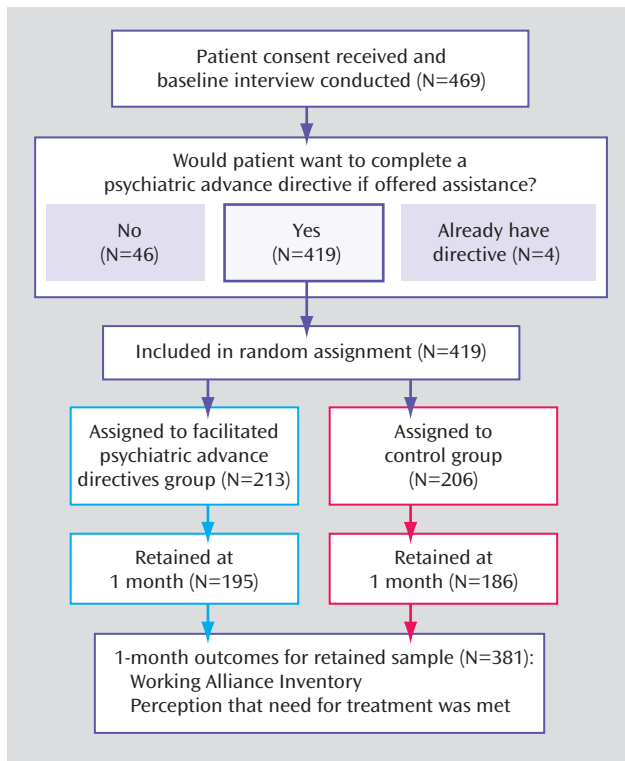 Patient consent received and
baseline interview conducted (N=469)
Would patient want to complete a
psychiatric advance directive if offered assistance?
No
(N=46)
Yes
(N=419)
Already have
directive (N=4)
Included in random assignment (N=419)
Assigned to facilitated
psychiatric advance
directives group (N=213)
Assigned to
control group
(N=206)
Retained at
1 month (N=195)
Retained at
1 month (N=186)
1-month outcomes for retained sample (N=381):
Working Alliance Inventory
Perception that need for treatment was met